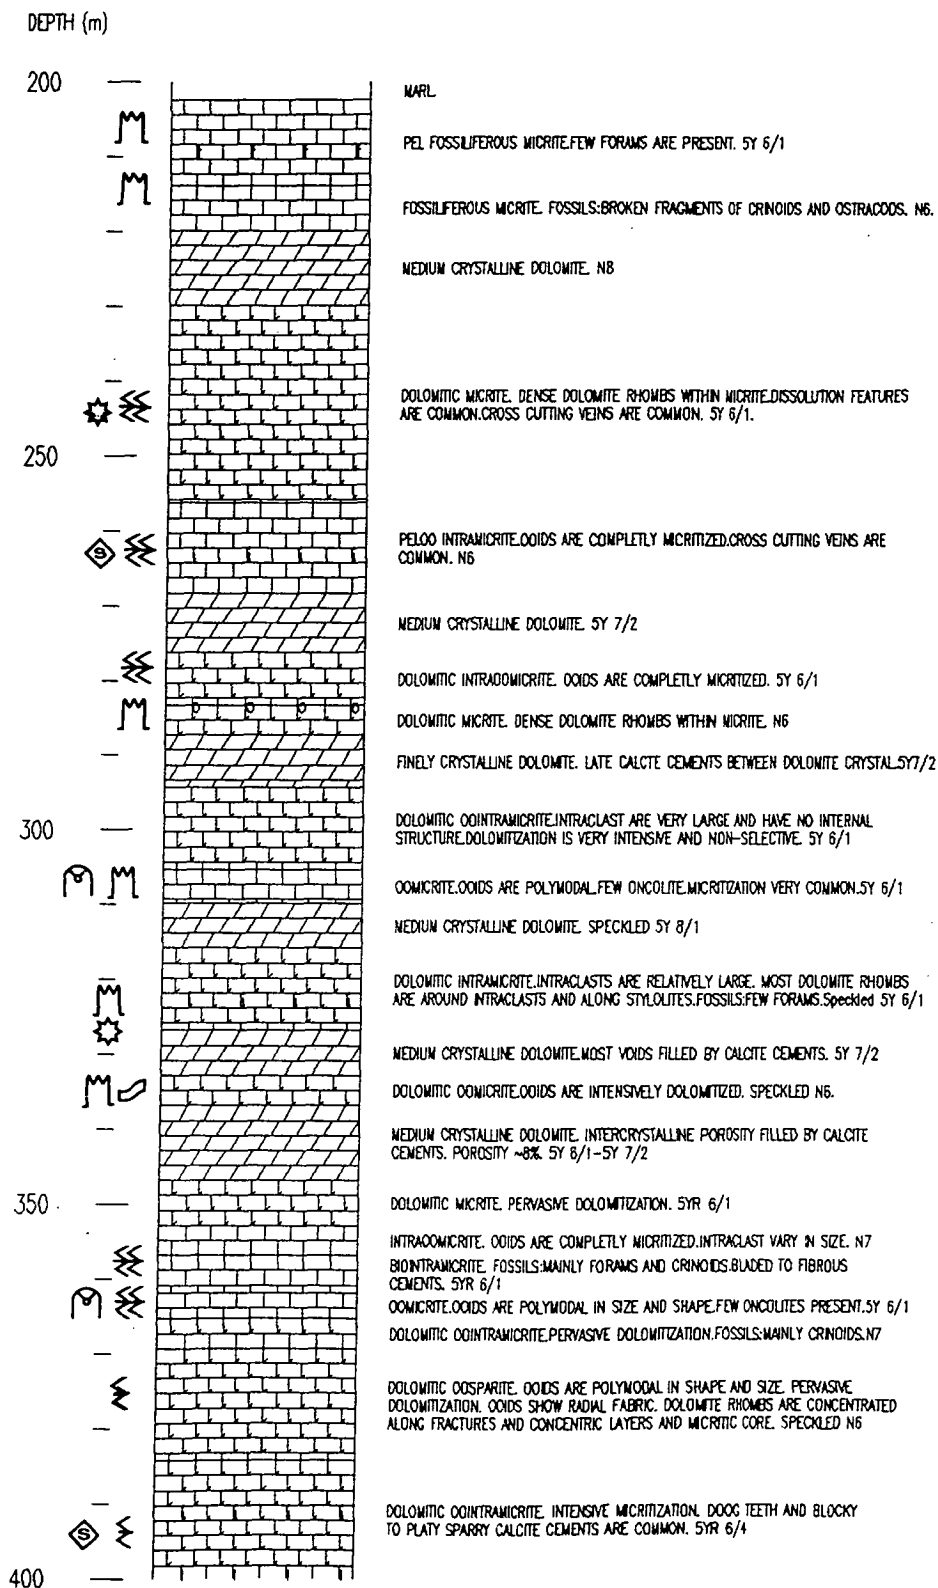 DEPTH (m)
200
MARL
PEL FOSSILIFEROUS MICRITE.FEW FORAMS ARE PRESENT. 5Y 6/1
FOSSILIFEROUS MICRITE. FOSSILS:BROKEN FRAGMENTS OF CRINOIDS AND OSTRACODS. N6.
MEDIUM CRYSTALLINE DOLOMITE. N8
DOLOMITIC MICRITE. DENSE DOLOMITE RHOMBS WITHIN MICRITE.DISSOLUTION FEATURES
ARE COMMON.CROSS CUTTING VEINS ARE COMMON. 5Y 6/1.
250
PELOO INTRAMICRITE.OOIDS ARE COMPLETLY MICRITIZED.CROSS CUTTING VEINS ARE
COMMON. N6
S
MEDIUM CRYSTALLINE DOLOMITE. 5Y 7/2
DOLOMITIC INTRAOOMICRITE. OOIDS ARE COMPLETLY MICRITIZED. 5Y 6/1
DOLOMITIC MICRITE. DENSE DOLOMITE RHOMBS WITHIN MICRITE. N6
FINELY CRYSTALLINE DOLOMITE. LATE CALCITE CEMENTS BETWEEN DOLOMITE CRYSTAL.5Y7/2
DOLOMITIC OOINTRAMICRITE.INTRACLAST ARE VERY LARGE AND HAVE NO INTERNAL
300
STRUCTURE.DOLOMITIZATION IS VERY INTENSIVE AND NON-SELECTIVE. 5Y 6/1
OOMICRITE.OOIDS ARE POLYMODAL.FEW ONCOLITE.MICRITIZATION VERY COMMON.5Y 6/1
MEDIUM CRYSTALLINE DOLOMITE. SPECKLED 5Y 8/1
DOLOMITIC INTRAMICRITE.INTRACLASTS ARE RELATIVELY LARGE. MOST DOLOMITE RHOMBS
ARE AROUND INTRACLASTS AND ALONG STYLOLITES.FOSSILS:FEW FORAMS.Speckled 5Y 6/1
MEDIUM CRYSTALLINE DOLOMITE.MOST VOIDS FILLED BY CALCITE CEMENTS. 5Y 7/2
DOLOMITIC OOMICRITE.OOIDS ARE INTENSIVELY DOLOMITIZED. SPECKLED N6.
MEDIUM CRYSTALLINE DOLOMITE. INTERCRYSTALLINE POROSITY FILLED BY CALCITE
CEMENTS. POROSITY ~8%. 5Y 8/1-5Y 7/2
350
DOLOMITIC MICRITE. PERVASIVE DOLOMITIZATION. 5YR 6/1
INTRAOOMICRITE. OOIDS ARE COMPLETLY MICRITIZED.INTRACLAST VARY IN SIZE. N7
BIOINTRAMICRITE. FOSSILS:MAINLY FORAMS AND CRINOIDS.BLADED TO FIBROUS
CEMENTS. 5YR 6/1
OOMICRITE.OOIDS ARE POLYMODAL IN SIZE AND SHAPE.FEW ONCOLITES PRESENT.5Y 6/1
DOLOMITIC OOINTRAMICRITE.PERVASIVE DOLOMITIZATION.FOSSILS:MAINLY CRINOIDS.N7
DOLOMITIC OOSPARITE. OOIDS ARE POLYMODAL IN SHAPE AND SIZE. PERVASIVE
DOLOMITIZATION. OOIDS SHOW RADIAL FABRIC. DOLOMITE RHOMBS ARE CONCENTRATED
ALONG FRACTURES AND CONCENTRIC LAYERS AND MICRITIC CORE. SPECKLED N6
DOLOMITIC OOINTRAMICRITE. INTENSIVE MICRITIZATION. DOOG TEETH AND BLOCKY
TO PLATY SPARRY CALCITE CEMENTS ARE COMMON. 5YR 6/4
S
400